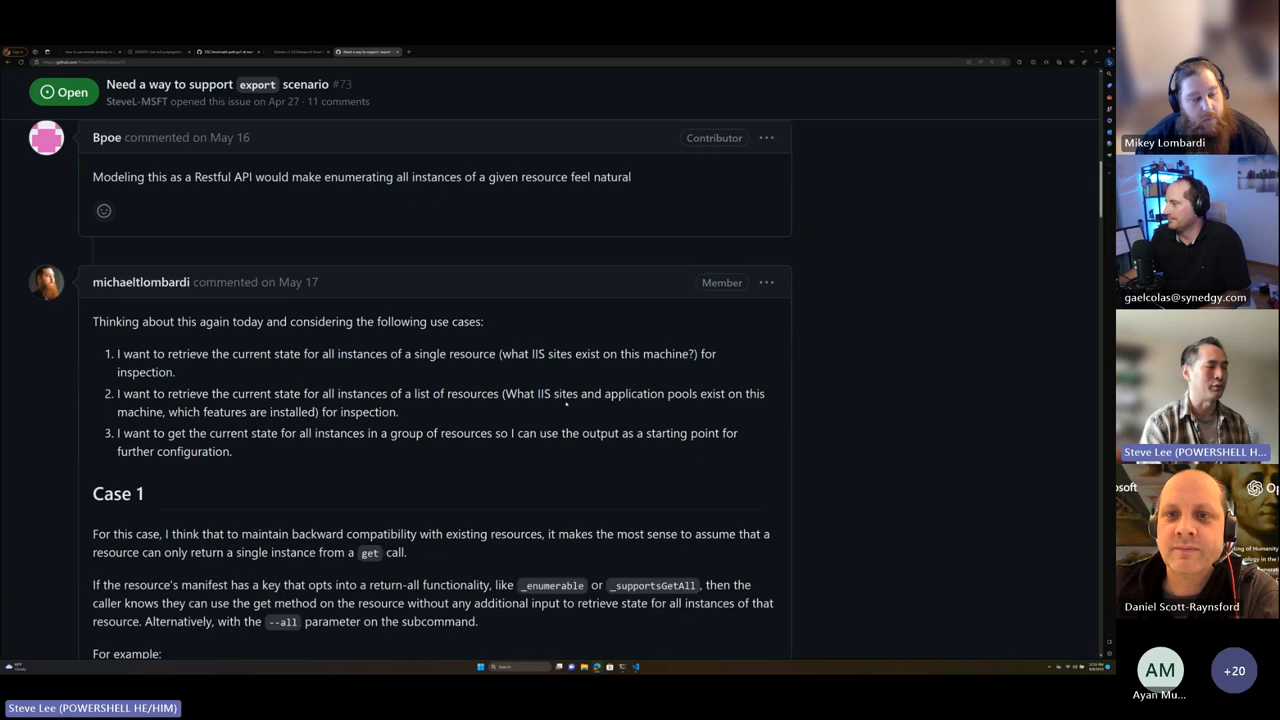 Need a way to support export scenario #73
Open
SteveL-MSFT opened this issue on Apr 27 · 11 comments
Bpoe commented on May 16
Contributor
Modeling this as a Restful API would make enumerating all instances of a given resource feel natural
michaeltlombardi commented on May 17
Member
Thinking about this again today and considering the following use cases:
1. I want to retrieve the current state for all instances of a single resource (what IIS sites exist on this machine?) for
inspection.
2. I want to retrieve the current state for all instances of a list of resources (What IIS sites and application pools exist on this
machine, which features are installed) for inspection.
3. I want to get the current state for all instances in a group of resources so I can use the output as a starting point for
further configuration.
Case 1
For this case, I think that to maintain backward compatibility with existing resources, it makes the most sense to assume that a
resource can only return a single instance from a get call.
If the resource's manifest has a key that opts into a return-all functionality, like _enumerable or _supportsGetAll, then the
caller knows they can use the get method on the resource without any additional input to retrieve state for all instances of that
resource. Alternatively, with the --all parameter on the subcommand.
For example:
Mikey Lombardi
gaelcolas@synedgy.com
Steve Lee (POWERSHELL H...
Daniel Scott-Raynsford
AM
Ayan Mu...
+20
Steve Lee (POWERSHELL HE/HIM)